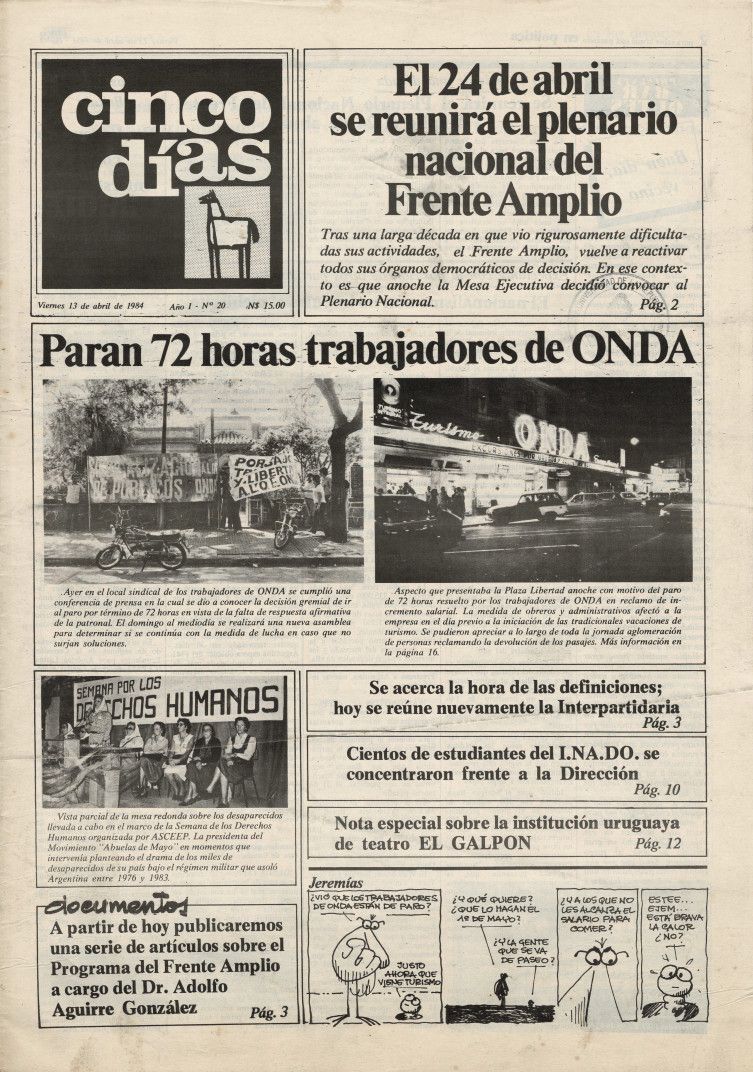 cinco
días
Viernes 13 de abril de 1984 Año 1 - Nº 20 N$ 15.00
El 24 de abril
se reunirá el plenario
nacional del
Frente Amplio
Tras una larga década en que vio rigurosamente dificulta-
das sus actividades, el Frente Amplio, vuelve a reactivar
todos sus órganos democráticos de decisión. En ese contex-
to es que anoche la Mesa Ejecutiva decidió convocar al
Plenario Nacional.
Pág. 2
Paran 72 horas trabajadores de ONDA
POR
TRA
Y LIBERTA
Turismo
ONDA
.Ayer en el local sindical de los trabajadores de ONDA se cumplió una
conferencia de prensa en la cual se dio a conocer la decisión gremial de ir
al paro por término de 72 horas en vista de la falta de respuesta afirmativa
de la patronal. El domingo al mediodía se realizará una nueva asamblea
para determinar si se continúa con la medida de lucha en caso que no
surjan soluciones.
Aspecto que presentaba la Plaza Libertad anoche con motivo del paro
de 72 horas resuelto por los trabajadores de ONDA en reclamo de in-
cremento salarial. La medida de obreros y administrativos afectó a la
empresa en el día previo a la iniciación de las tradicionales vacaciones de
turismo. Se pudieron apreciar a lo largo de toda la jornada aglomeración
de personas reclamando la devolución de los pasajes. Más información en
la página 16.
SEMANA POR LOS
DERECHOS HUMANOS
Vista parcial de la mesa redonda sobre los desaparecidos
llevada a cabo en el marco de la Semana de los Derechos
Humanos organizada por ASCEEP. La presidenta del
Movimiento "Abuelas de Mayo" en momentos que
intervenía planteando el drama de los miles de
desaparecidos de su país bajo el régimen militar que asoló
Argentina entre 1976 y 1983.
Se acerca la hora de las definiciones;
hoy se reúne nuevamente la Interpartidaria
Pág. 3
Cientos de estudiantes del I.NA.DO. se
concentraron frente a la Dirección
Pág. 10
Nota especial sobre la institución uruguaya
de teatro EL GALPON
Pág. 12
documentos
A partir de hoy publicaremos
una serie de artículos sobre el
Programa del Frente Amplio
a cargo del Dr. Adolfo
Aguirre González
Pág. 3
Jeremías
¿VIÓ QUE LOS TRABAJADORES
DE ONDA ESTÁN DE PARO?
JUSTO
AHORA QUE
VIENE TURISMO
¿Y QUÉ QUIERE?
¿QUE LO HAGAN EL
1º DE MAYO?
¿Y LA GENTE
QUE SE VA
DE PASEO?
¿Y A LOS QUE NO
LES ALCANZA EL
SALARIO PARA
COMER?
ESTEE...
EJEM...
ESTÁ BRAVA
LA CALOR
¿NO?